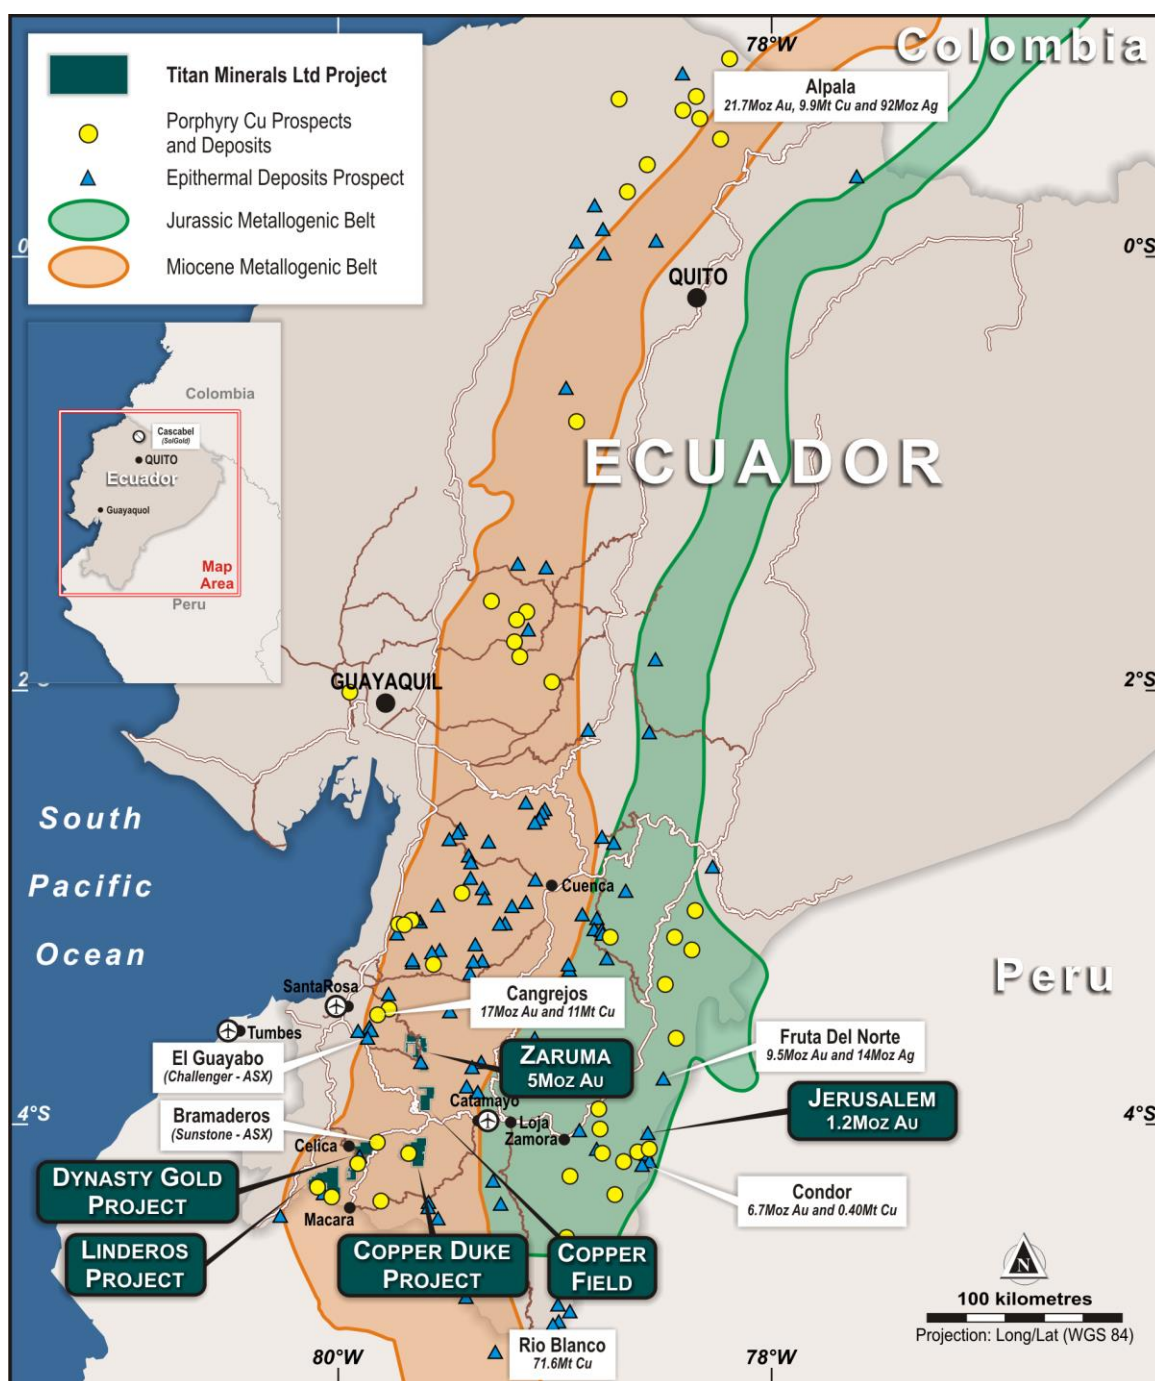 78°W
Colombia
Titan Minerals Ltd Project
Porphyry Cu Prospects
and Deposits
Epithermal Deposits Prospect
Jurassic Metallogenic Belt
Miocene Metallogenic Belt
Alpala
21.7Moz Au, 9.9Mt Cu and 92Moz Ag
0
0°S
QUITO
Colombia
Cascabel
(SolGold)
QUITO
Ecuador
Guayaquol
Map
Area
Peru
ECUADOR
2°S
2°S
GUAYAQUIL
South
Pacific
Ocean
Cuenca
Peru
SantaRosa
Tumbes
Cangrejos
17Moz Au and 11Mt Cu
El Guayabo
(Challenger - ASX)
ZARUMA
5MOZ AU
Fruta Del Norte
9.5Moz Au and 14Moz Ag
Bramaderos
(Sunstone - ASX)
Catamayo
Loja
Zamora
JERUSALEM
1.2MOZ AU
4°S
4°S
Celica
DYNASTY GOLD
PROJECT
Macara
Condor
6.7Moz Au and 0.40Mt Cu
LINDEROS
PROJECT
COPPER DUKE
PROJECT
COPPER
FIELD
N
100 kilometres
Projection: Long/Lat (WGS 84)
Rio Blanco
71.6Mt Cu
80°W
78°W